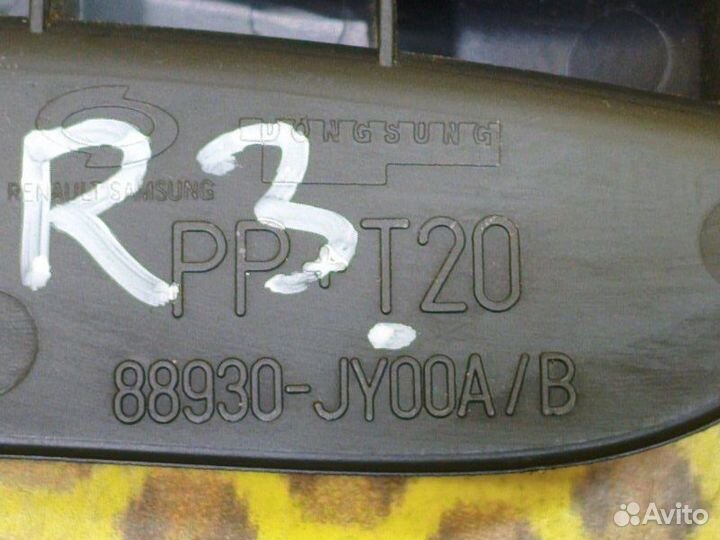 DONGSUNG
RENAULT SAMSUNG
R3
PP+T20
88930-JY00A/B
Avito